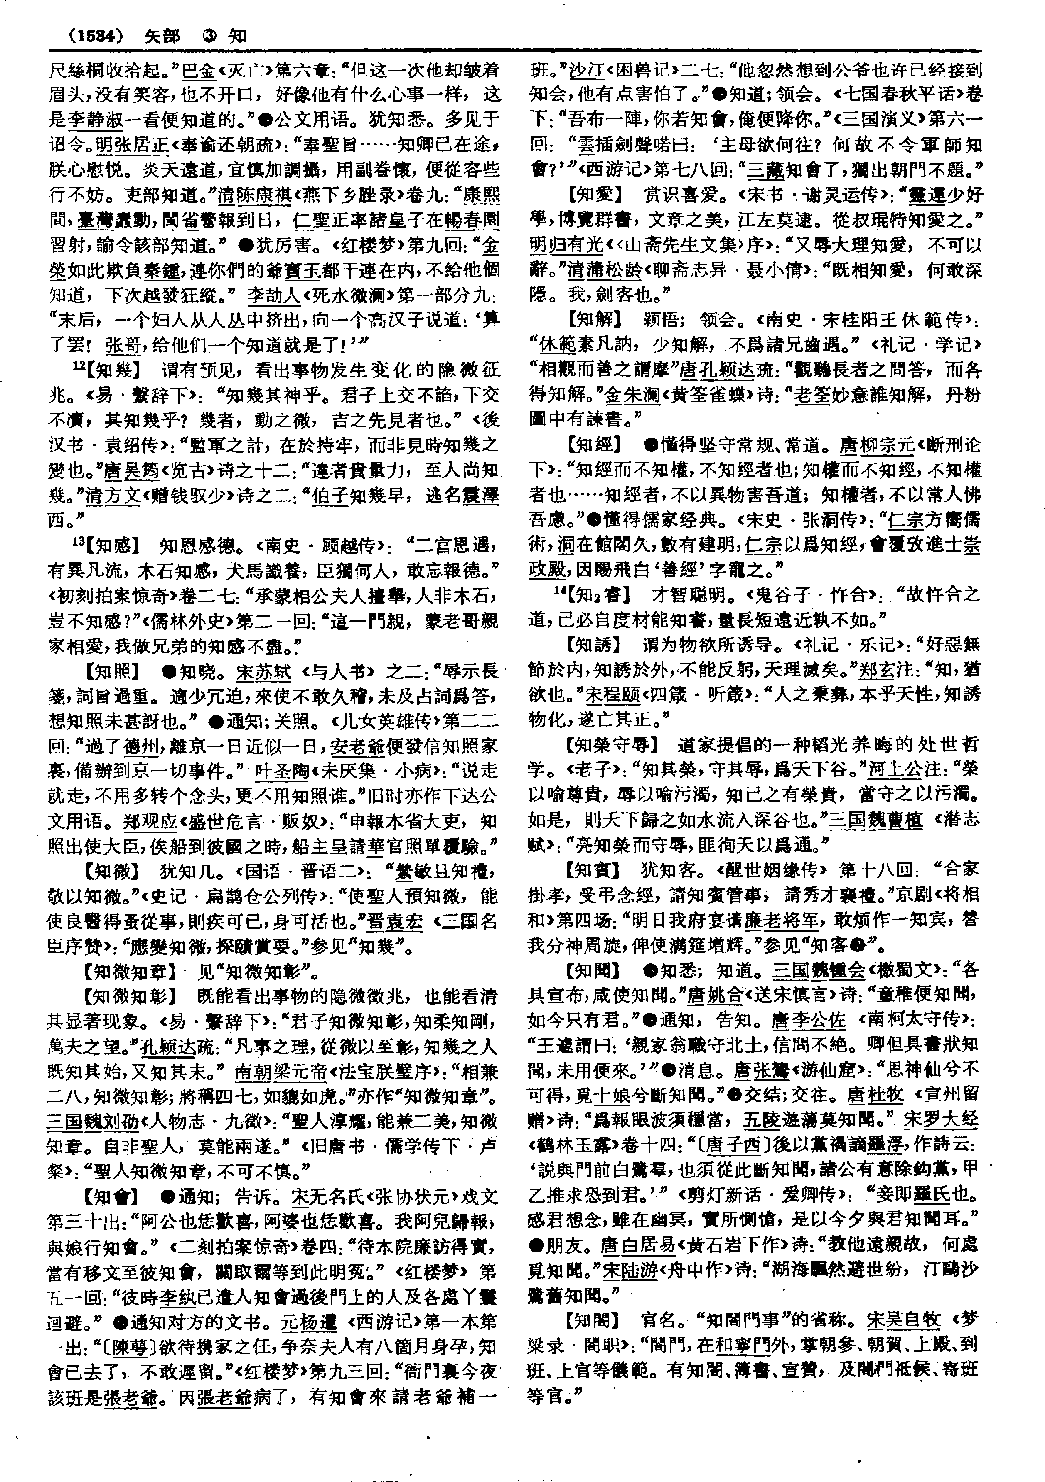 (1534) 矢部 ③ 知
尺絲桐收拾起。”巴金《灭亡》第六章:“但这一次他却皱着
眉头,没有笑容,也不开口,好像他有什么心事一样,这
是李静淑一看便知道的。”●公文用语。犹知悉。多见于
诏令。明张居正《奉谕还朝疏》:“奉聖旨……知卿已在途,
朕心慰悦。炎天遠道,宜慎加調攝,用副眷懷,便從容些
行不妨。吏部知道。”清陈康祺《燕下乡脞录》卷九:“康熙
間,臺灣蠢動,閩省警報到日,仁聖正率諸皇子在暢春園
習射,諭令該部知道。”●犹厉害。《红楼梦》第九回:“金
榮如此欺負秦鍾,連你們的爺寶玉都干連在内,不給他個
知道,下次越發狂縱。”李劼人《死水微澜》第一部分九:
“末后,一个妇人从人丛中挤出,向一个高汉子说道:‘算
了罢!张哥,给他们一个知道就是了!’”
¹²【知幾】 谓有预见,看出事物发生变化的隐微征
兆。《易·繫辞下》:“知幾其神乎。君子上交不諂,下交
不瀆,其知幾乎?幾者,動之微,吉之先見者也。”《後
汉书·袁绍传》:“監軍之計,在於持牢,而非見時知幾之
變也。”唐吴筠《览古》诗之十二:“達者貴量力,至人尚知
幾。”清方文《赠钱驭少》诗之二:“伯子知幾早,逃名震澤
西。”
¹³【知感】 知恩感德。《南史·顾越传》:“二宫恩遇,
有異凡流,木石知感,犬馬識養,臣獨何人,敢忘報德。”
《初刻拍案惊奇》卷二七:“承蒙相公夫人擡舉,人非木石,
豈不知感?”《儒林外史》第二一回:“這一門親,蒙老哥親
家相愛,我做兄弟的知感不盡。”
【知照】 ●知晓。宋苏轼《与人书》之二:“辱示長
箋,詞旨過重。適少冗迫,來使不敢久稽,未及占詞爲答,
想知照未甚訝也。”●通知;关照。《儿女英雄传》第二二
回:“過了德州,離京一日近似一日,安老爺便發信知照家
裏,備辦到京一切事件。”叶圣陶《未厌集·小病》:“说走
就走,不用多转个念头,更不用知照谁。”旧时亦作下达公
文用语。郑观应《盛世危言·贩奴》:“申報本省大吏,知
照出使大臣,俟船到彼國之時,船主呈請華官照單覆驗。”
【知微】 犹知几。《国语·晋语二》:“繁敏且知禮,
敬以知微。”《史记·扁鹊仓公列传》:“使聖人預知微,能
使良醫得蚤從事,則疾可已,身可活也。”晋袁宏《三国名
臣序赞》:“應變知微,探賾賞要。”参见“知幾”。
【知微知章】 见“知微知彰”。
【知微知彰】 既能看出事物的隐微徵兆,也能看清
其显著现象。《易·繫辞下》:“君子知微知彰,知柔知剛,
萬夫之望。”孔颖达疏:“凡事之理,從微以至彰,知幾之人
既知其始,又知其末。”南朝梁元帝《法宝联璧序》:“相兼
二八,知微知彰;將稱四七,如貔如虎。”亦作“知微知章”。
三国魏刘劭《人物志·九徵》:“聖人淳耀,能兼二美,知微
知章。自非聖人,莫能兩遂。”《旧唐书·儒学传下·卢
粲》:“聖人知微知章,不可不慎。”
【知會】 ●通知;告诉。宋无名氏《张协状元》戏文
第三十出:“阿公也恁歡喜,阿婆也恁歡喜。我阿兒歸報,
與娘行知會。”《二刻拍案惊奇》卷四:“待本院廉訪得實,
當有移文至彼知會,關取爾等到此明冤。”《红楼梦》第
五一回:“彼時李紈已遣人知會過後門上的人及各處丫鬟
迴避。”●通知对方的文书。元杨暹《西游记》第一本第
一出:“〔陳萼〕欲待攜家之任,争奈夫人有八箇月身孕,知
會已去了,不敢遲留。”《红楼梦》第九三回:“衙門裏今夜
該班是張老爺。因張老爺病了,有知會來請老爺補一
班。”沙汀《困兽记》二七:“他忽然想到公爷也许已经接到
知会,他有点害怕了。”●知道;领会。《七国春秋平话》卷
下:“吾布一陣,你若知會,俺便降你。”《三国演义》第六一
回:“雲插劍聲喏曰:‘主母欲何往?何故不令軍師知
會?’”《西游记》第七八回:“三藏知會了,獨出朝門不題。”
【知愛】 赏识喜爱。《宋书·谢灵运传》:“靈運少好
學,博覽群書,文章之美,江左莫逮。從叔琨特知愛之。”
明归有光《〈山斋先生文集〉序》:“又辱大理知愛,不可以
辭。”清蒲松龄《聊斋志异·聂小倩》:“既相知愛,何敢深
隱。我,劍客也。”
【知解】 颖悟;领会。《南史·宋桂阳王休範传》:
“休範素凡訥,少知解,不爲諸兄齒遇。”《礼记·学记》
“相觀而善之謂摩”唐孔颖达疏:“觀聽長者之問答,而各
得知解。”金朱澜《黄筌雀蝶》诗:“老筌妙意誰知解,丹粉
圖中有諫書。”
【知經】 ●懂得坚守常规、常道。唐柳宗元《断刑论
下》:“知經而不知權,不知經者也;知權而不知經,不知權
者也……知經者,不以異物害吾道;知權者,不以常人怫
吾慮。”●懂得儒家经典。《宋史·张洞传》:“仁宗方嚮儒
術,洞在館閣久,數有建明,仁宗以爲知經,會覆攷進士崇
政殿,因賜飛白‘善經’字寵之。”
¹⁴【知₂睿】 才智聪明。《鬼谷子·忤合》:“故忤合之
道,己必自度材能知睿,量長短遠近孰不如。”
【知誘】 谓为物欲所诱导。《礼记·乐记》:“好惡無
節於内,知誘於外,不能反躬,天理滅矣。”郑玄注:“知,猶
欲也。”宋程颐《四箴·听箴》:“人之秉彝,本乎天性,知誘
物化,遂亡其正。”
【知榮守辱】 道家提倡的一种韬光养晦的处世哲
学。《老子》:“知其榮,守其辱,爲天下谷。”河上公注:“榮
以喻尊貴,辱以喻污濁,知己之有榮貴,當守之以污濁。
如是,則天下歸之如水流入深谷也。”三国魏曹植《潜志
赋》:“亮知榮而守辱,匪徇天以爲通。”
【知賓】 犹知客。《醒世姻缘传》第十八回:“合家
掛孝,受弔念經,請知賓管事,請秀才襄禮。”京剧《将相
和》第四场:“明日我府宴请廉老将军,敢烦作一知宾,替
我分神周旋,俾使满筵增辉。”参见“知客●”。
【知聞】 ●知悉;知道。三国魏锺会《檄蜀文》:“各
具宣布,咸使知聞。”唐姚合《送宋慎言》诗:“童稚便知聞,
如今只有君。”●通知,告知。唐李公佐《南柯太守传》:
“王遽謂曰:‘親家翁職守北土,信問不絶。卿但具書狀知
聞,未用便來。’”●消息。唐张鷟《游仙窟》:“恩神仙兮不
可得,覓十娘兮断知聞。”●交结;交往。唐杜牧《宣州留
赠》诗:“爲報眼波須穩當,五陵遊蕩莫知聞。”宋罗大经
《鹤林玉露》卷十四:“〔唐子西〕後以黨禍謫羅浮,作詩云:
‘説與門前白鷺羣,也須從此斷知聞,諸公有意除鈎黨,甲
乙推求恐到君。’”《剪灯新话·爱卿传》:“妾即羅氏也。
感君想念,雖在幽冥,實所惻愴,是以今夕與君知聞耳。”
●朋友。唐白居易《黄石岩下作》诗:“教他遠親故,何處
覓知聞。”宋陆游《舟中作》诗:“湖海飄然避世紛,汀鷗沙
鷺舊知聞。”
【知閤】 官名。“知閤門事”的省称。宋吴自牧《梦
粱录·閤职》:“閤門,在和寧門外,掌朝參、朝賀、上殿、到
班、上官等儀範。有知閤、簿書、宣贊,及閤門祗候、寄班
等官。”